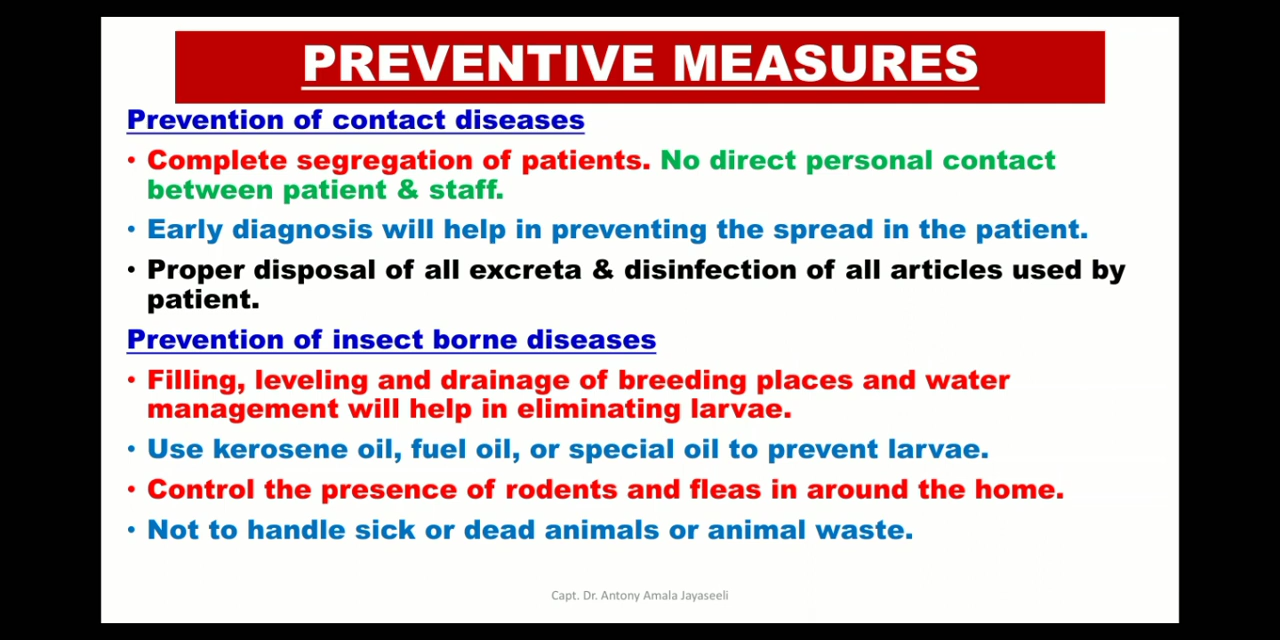 PREVENTIVE MEASURES
Prevention of contact diseases
• Complete segregation of patients. No direct personal contact
between patient & staff.
• Early diagnosis will help in preventing the spread in the patient.
• Proper disposal of all excreta & disinfection of all articles used by
patient.
Prevention of insect borne diseases
• Filling, leveling and drainage of breeding places and water
management will help in eliminating larvae.
• Use kerosene oil, fuel oil, or special oil to prevent larvae.
• Control the presence of rodents and fleas in around the home.
• Not to handle sick or dead animals or animal waste.
Capt. Dr. Antony Amala Jayaseeli